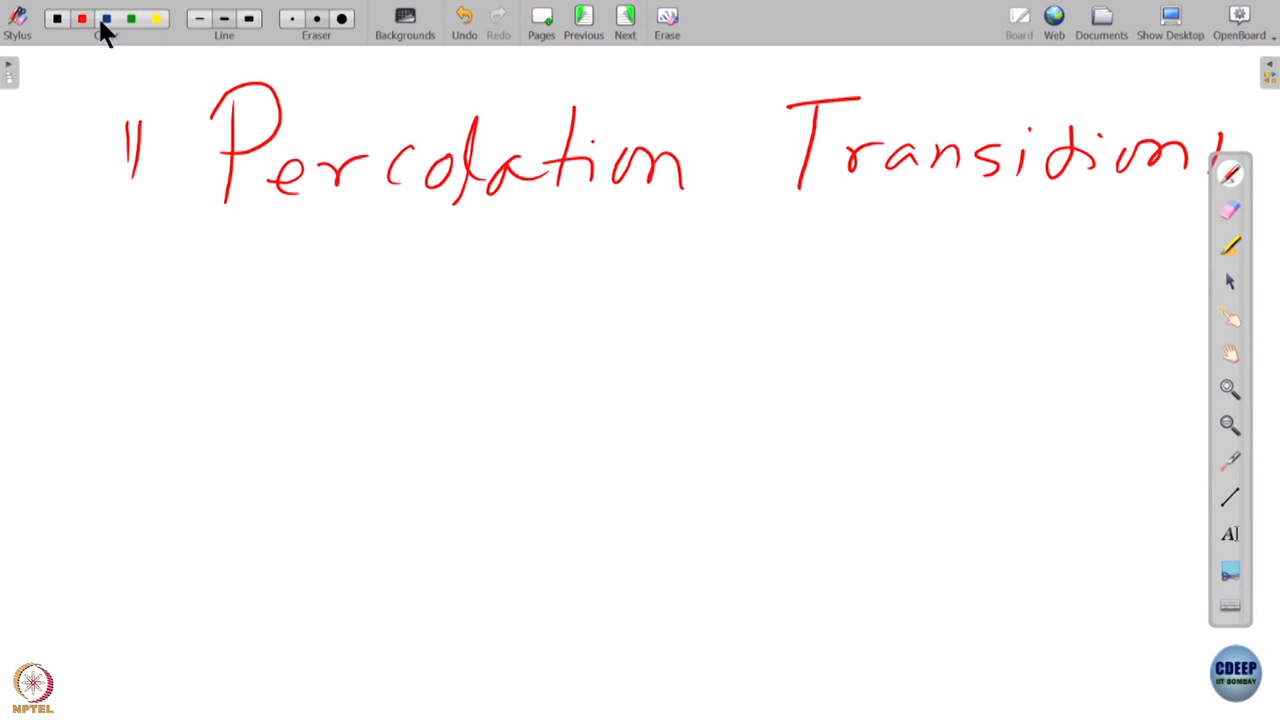 Stylus
Color
Line
Eraser
Backgrounds
Undo
Redo
Pages
Previous
Next
Erase
Board
Web
Documents
Show Desktop
OpenBoard
" Percolation Transition "
A
NPTEL
CDEEP
IIT BOMBAY